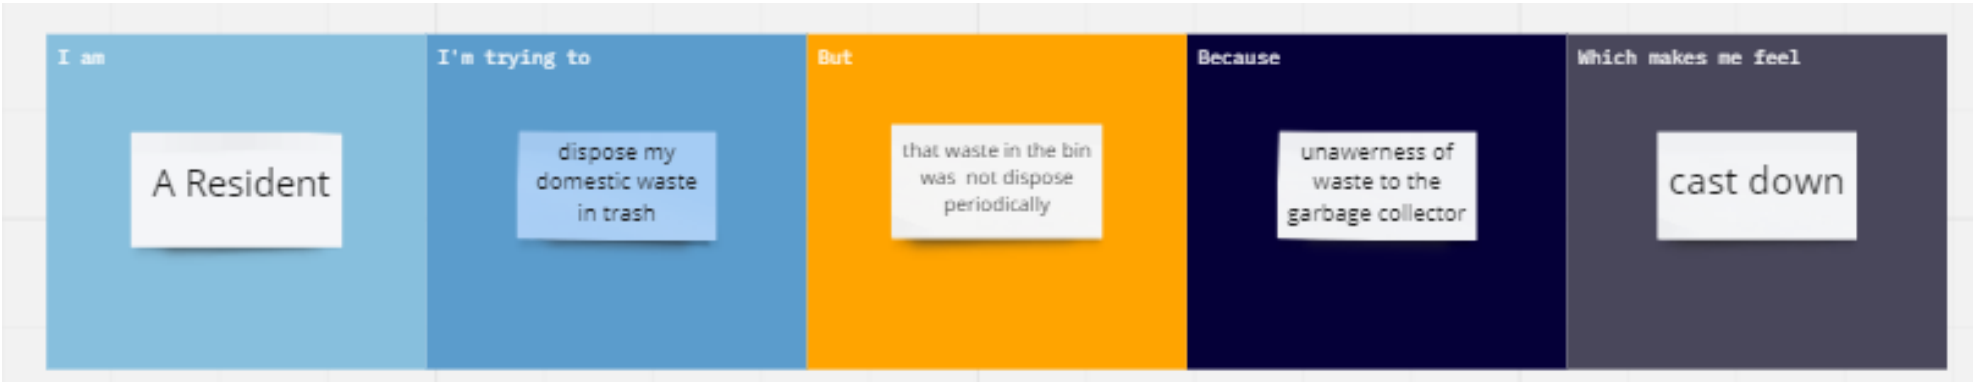 I am
A Resident
I'm trying to
dispose my
domestic waste
in trash
But
that waste in the bin
was not dispose
periodically
Because
unawerness of
waste to the
garbage collector
Which makes me feel
cast down